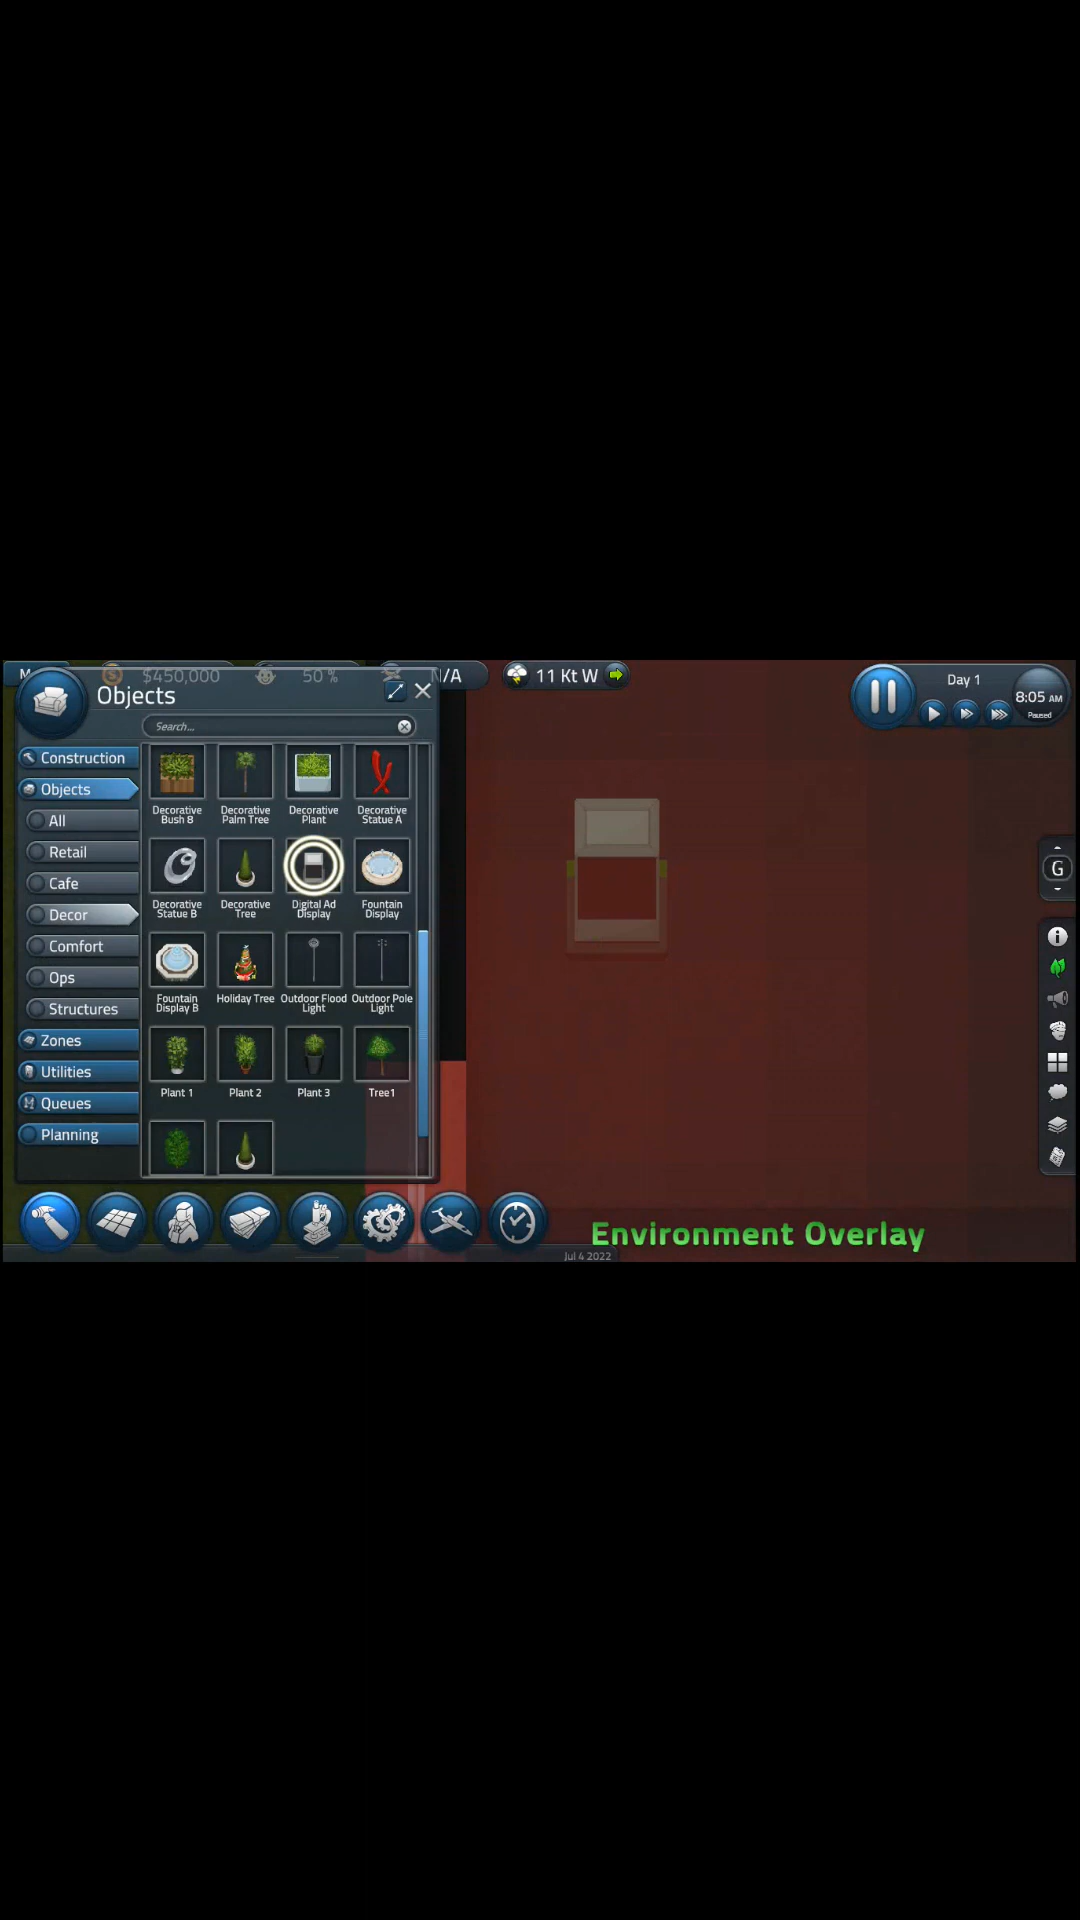 $450,000
50 %
N/A
11 Kt W
Day 1
8:05 AM
Paused
Objects
Search...
Construction
Objects
All
Retail
Cafe
Decor
Comfort
Ops
Structures
Zones
Utilities
Queues
Planning
Decorative
Bush B
Decorative
Palm Tree
Decorative
Plant
Decorative
Statue A
Decorative
Statue B
Decorative
Tree
Digital Ad
Display
Fountain
Display
Fountain
Display B
Holiday Tree
Outdoor Flood
Light
Outdoor Pole
Light
Plant 1
Plant 2
Plant 3
Tree1
G
Environment Overlay
Jul 4 2022